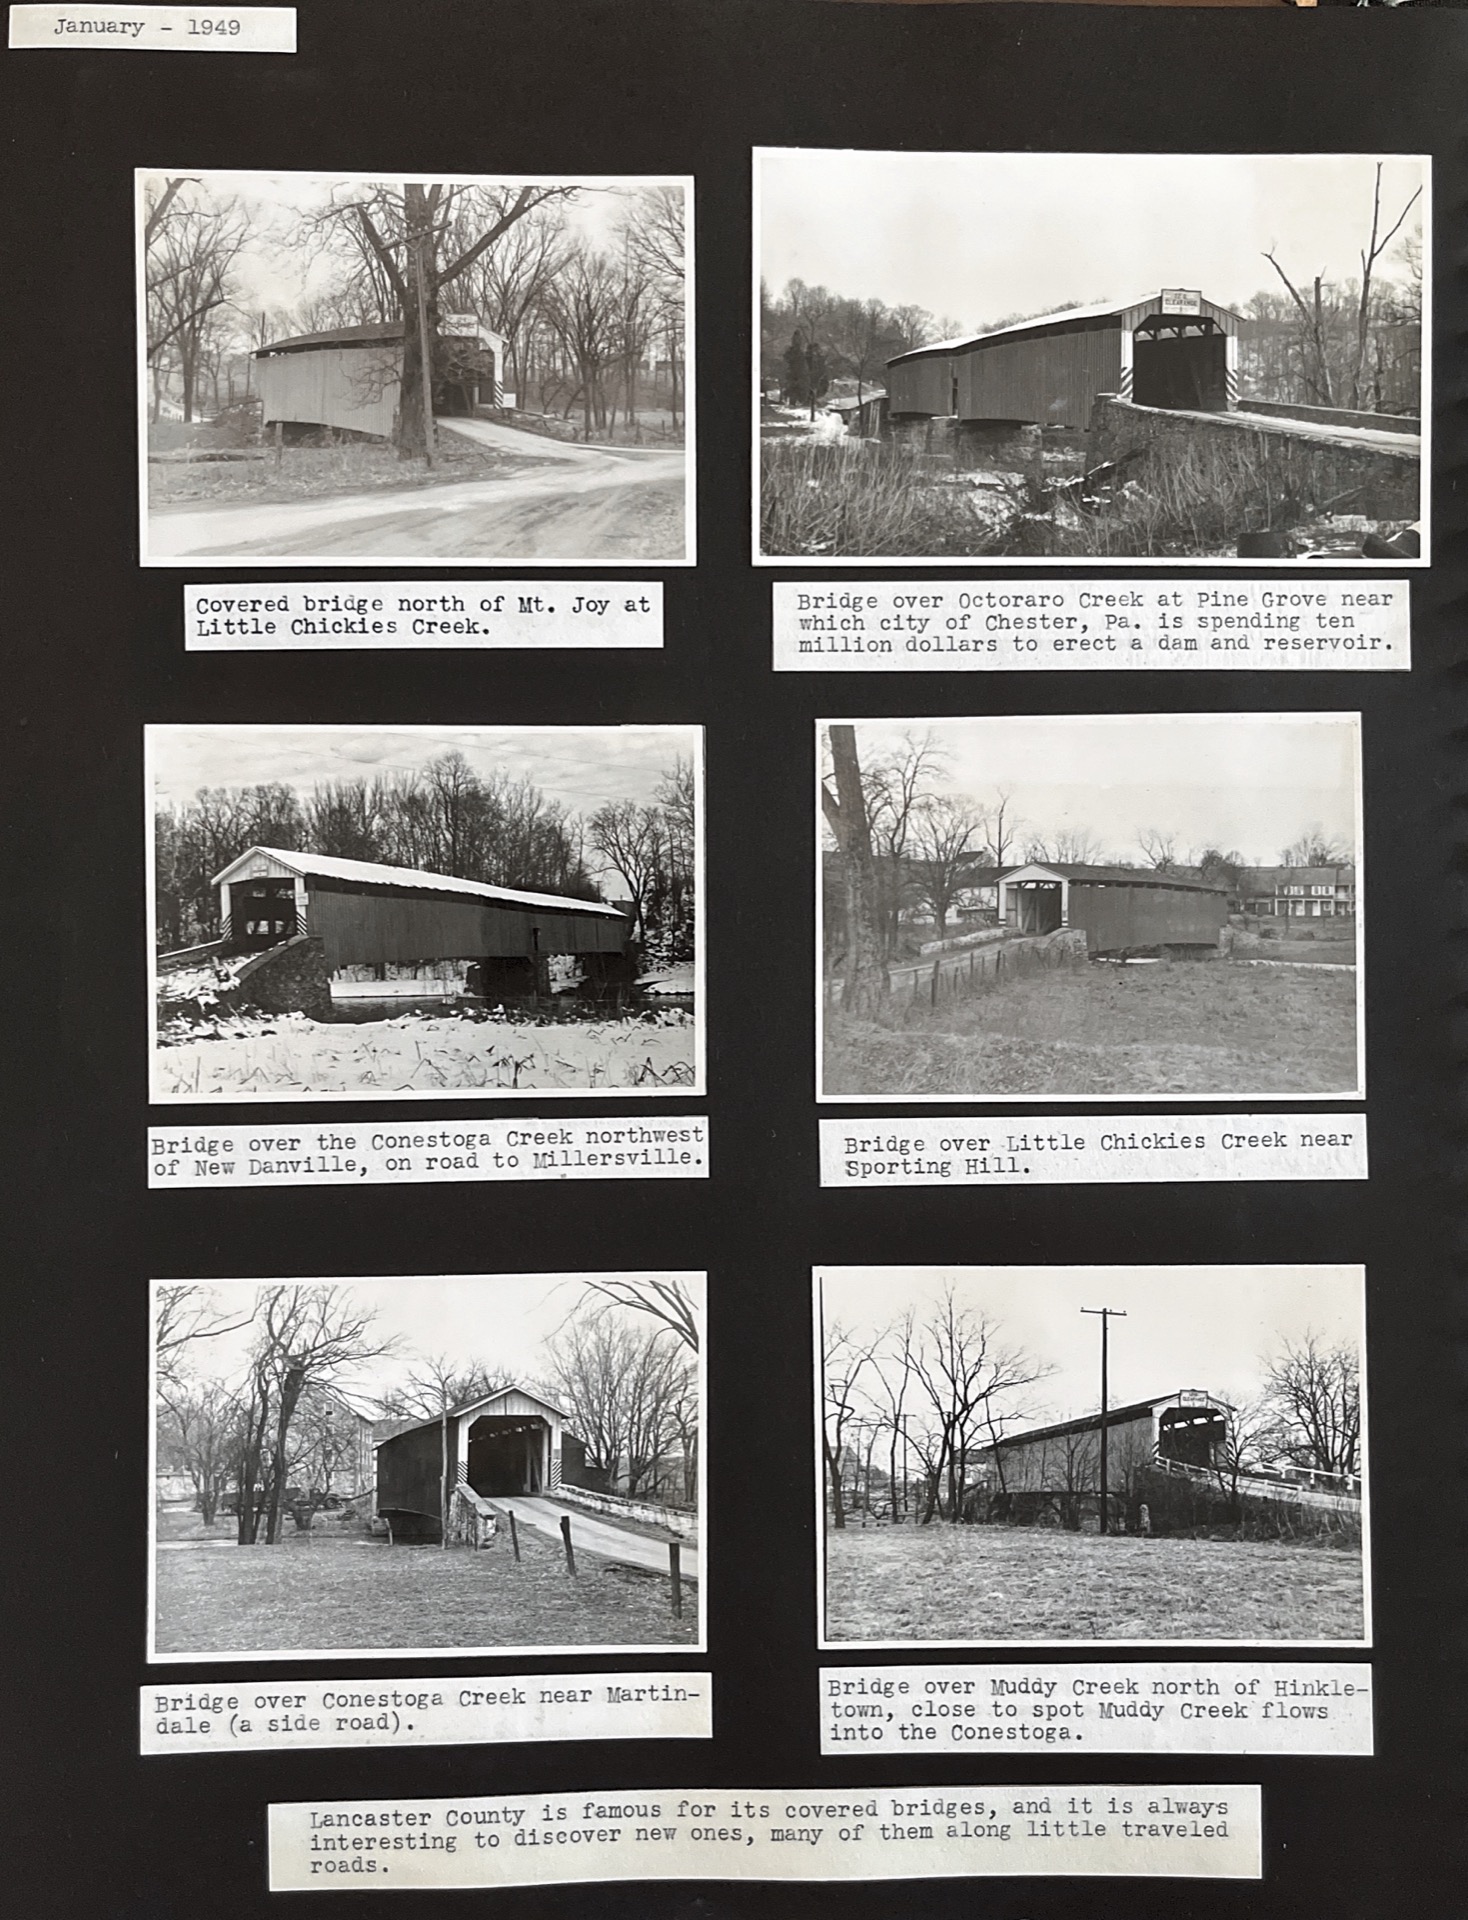 January - 1949
CLEARANCE
Covered bridge north of Mt. Joy at
Little Chickies Creek.
Bridge over Octoraro Creek at Pine Grove near
which city of Chester, Pa. is spending ten
million dollars to erect a dam and reservoir.
Bridge over the Conestoga Creek northwest
of New Danville, on road to Millersville.
Bridge over Little Chickies Creek near
Sporting Hill.
Bridge over Conestoga Creek near Martin-
dale (a side road).
Bridge over Muddy Creek north of Hinkle-
town, close to spot Muddy Creek flows
into the Conestoga.
Lancaster County is famous for its covered bridges, and it is always
interesting to discover new ones, many of them along little traveled
roads.